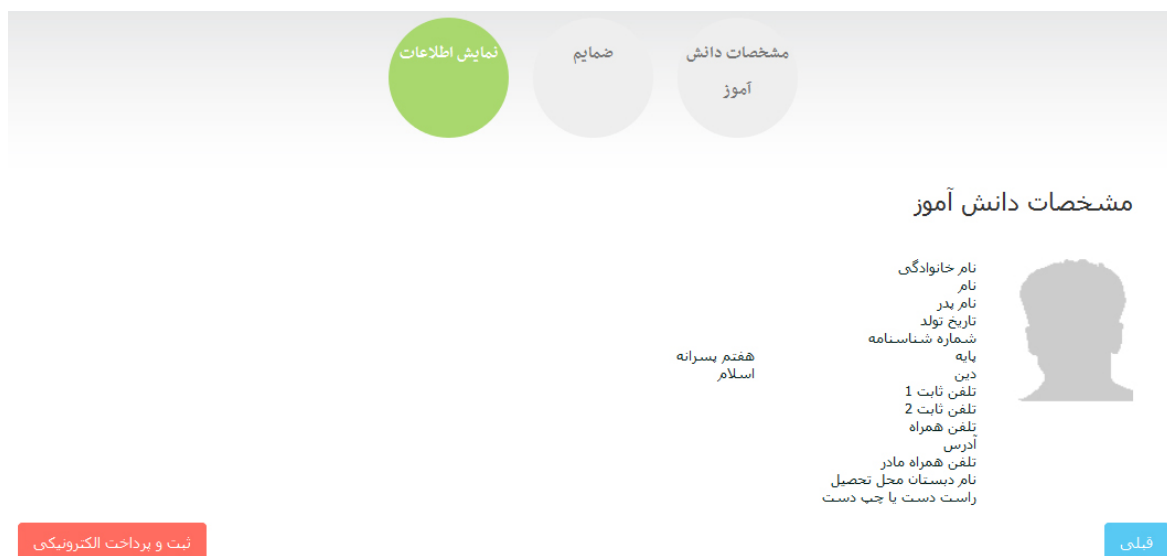 مشخصات دانش
آموز
ضمایم
نمایش اطلاعات
مشخصات دانش آموز
نام خانوادگی
نام
نام پدر
تاریخ تولد
شماره شناسنامه
پایه هفتم پسرانه
دین اسلام
تلفن ثابت 1
تلفن ثابت 2
تلفن همراه
آدرس
تلفن همراه مادر
نام دبستان محل تحصیل
راست دست یا چپ دست
قبلی
ثبت و پرداخت الکترونیکی